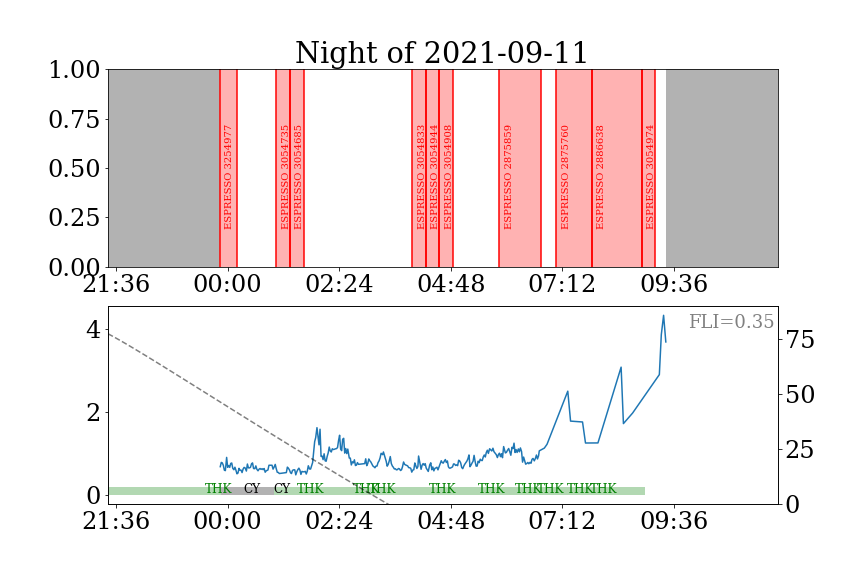 Night of 2021-09-11
1.00
0.75
0.50
0.25
0.00
ESPRESSO 3254977
ESPRESSO 3054735
ESPRESSO 3054685
ESPRESSO 3054833
ESPRESSO 3054944
ESPRESSO 3054908
ESPRESSO 2875859
ESPRESSO 2875760
ESPRESSO 2886638
ESPRESSO 3054974
21:36 00:00 02:24 04:48 07:12 09:36
FLI=0.35
4
2
0
75
50
25
0
THK CY CY THK THK THK THK THK THK THK THK THK
21:36 00:00 02:24 04:48 07:12 09:36